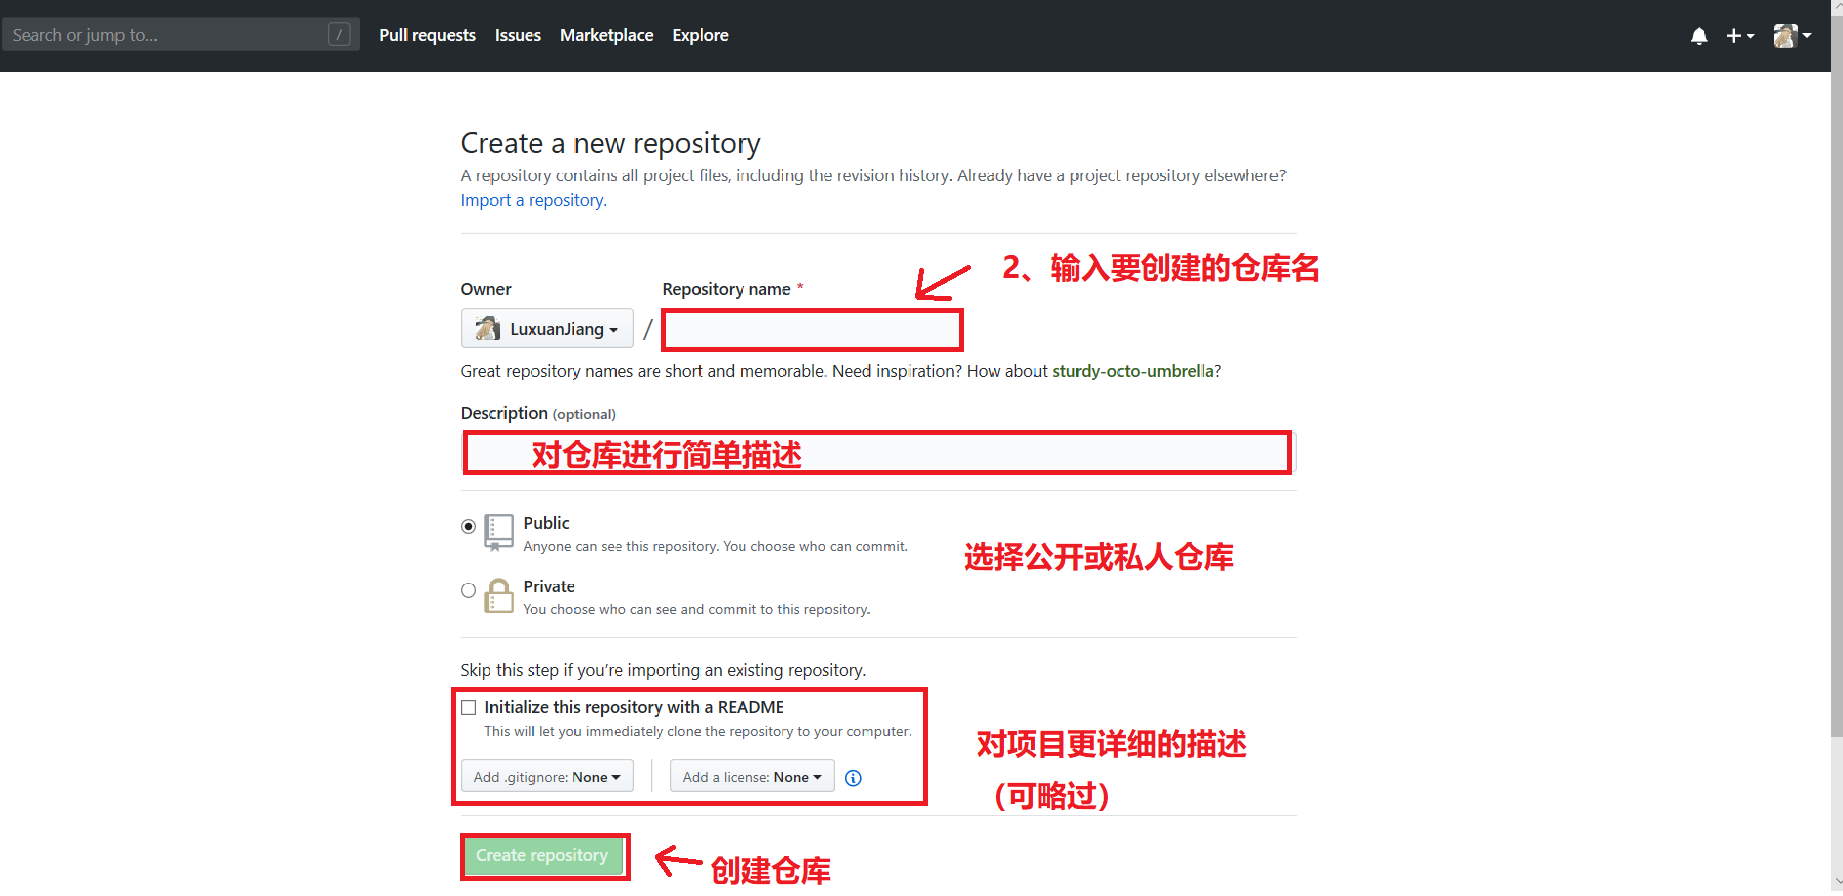 Search or jump to... /
Pull requests Issues Marketplace Explore
Create a new repository
A repository contains all project files, including the revision history. Already have a project repository elsewhere?
Import a repository.
2、输入要创建的仓库名
Owner Repository name *
LuxuanJiang /
Great repository names are short and memorable. Need inspiration? How about sturdy-octo-umbrella?
Description (optional)
对仓库进行简单描述
Public
Anyone can see this repository. You choose who can commit.
选择公开或私人仓库
Private
You choose who can see and commit to this repository.
Skip this step if you’re importing an existing repository.
Initialize this repository with a README
This will let you immediately clone the repository to your computer.
对项目更详细的描述
Add .gitignore: None Add a license: None
（可略过）
Create repository
创建仓库